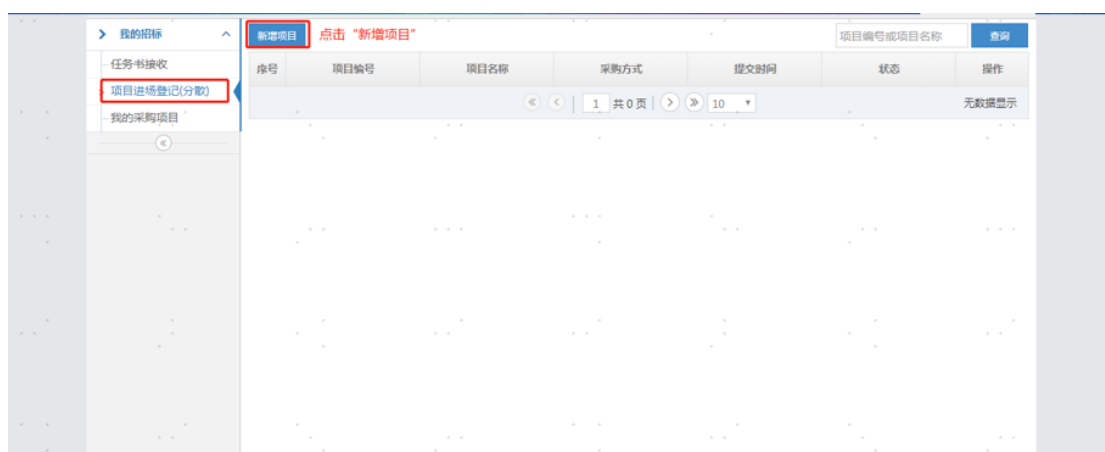 我的招标
新增项目 点击“新增项目” 项目编号或项目名称 查询
任务书接收
序号 项目编号 项目名称 采购方式 提交时间 状态 操作
项目进场登记(分散)
1 共0页 10 无数据显示
我的采购项目